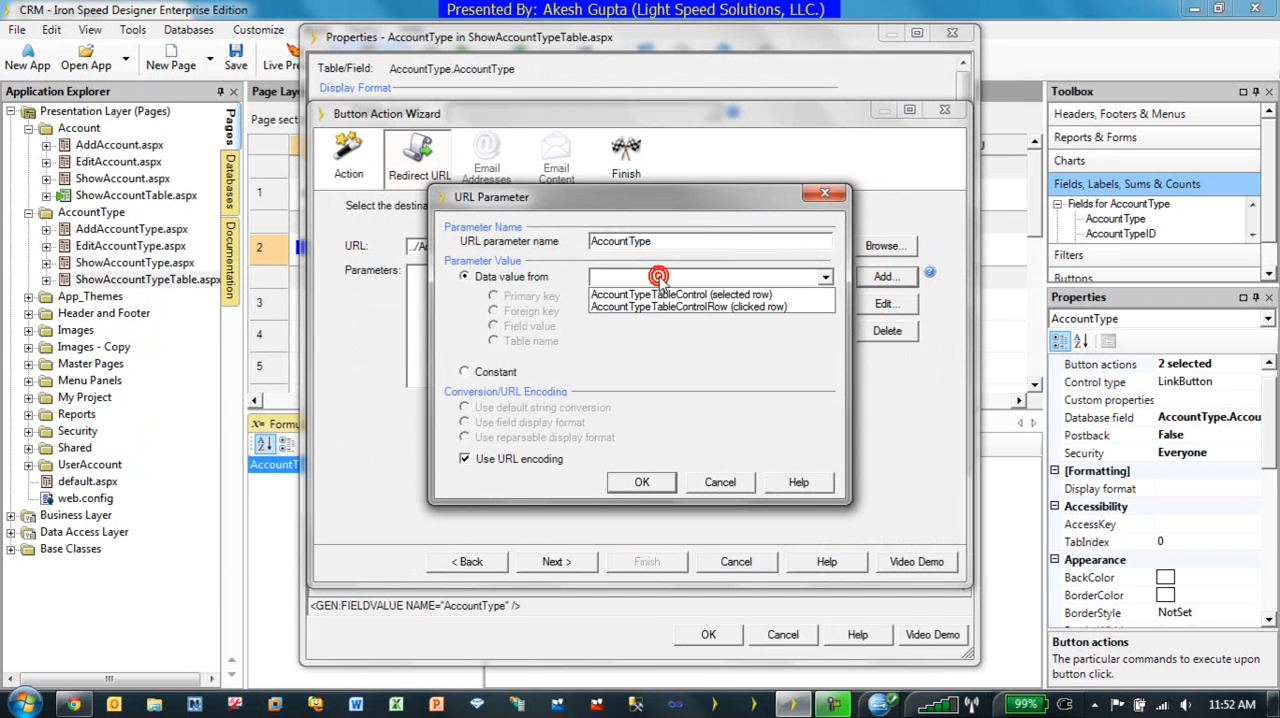 CRM - Iron Speed Designer Enterprise Edition
Presented By: Akesh Gupta (Light Speed Solutions, LLC.)
File Edit View Tools Databases Customize
New App Open App New Page Save Live Pre
Application Explorer
Presentation Layer (Pages)
Account
AddAccount.aspx
EditAccount.aspx
ShowAccount.aspx
ShowAccountTable.aspx
AccountType
AddAccountType.aspx
EditAccountType.aspx
ShowAccountTypeTable.aspx
App_Themes
Header and Footer
Images
Images - Copy
Master Pages
Menu Panels
My Project
Reports
Security
Shared
UserAccount
default.aspx
web.config
Business Layer
Data Access Layer
Base Classes
Pages
Databases
Documentation
Page Lay
Page sect
1
2
4
5
Formu
AccountT
Properties - AccountType in ShowAccountTypeTable.aspx
Table/Field: AccountType.AccountType
Display Format
Button Action Wizard
Action
Redirect URL
Email Addresses
Email Content
Finish
Select the destina
URL: ../Ac
Browse...
Parameters:
Add...
Edit...
Delete
URL Parameter
Parameter Name
URL parameter name AccountType
Parameter Value
Data value from
AccountTypeTableControl (selected row)
AccountTypeTableControlRow (clicked row)
Primary key
Foreign key
Field value
Table name
Constant
Conversion/URL Encoding
Use default string conversion
Use field display format
Use reparsable display format
Use URL encoding
OK Cancel Help
< Back Next > Finish Cancel Help Video Demo
<GEN:FIELDVALUE NAME="AccountType" />
OK Cancel Help Video Demo
Toolbox
Headers, Footers & Menus
Reports & Forms
Charts
Fields, Labels, Sums & Counts
Fields for AccountType
AccountType
AccountTypeID
Filters
Buttons
Properties
AccountType
Button actions 2 selected
Control type LinkButton
Custom properties
Database field AccountType.Accou
Postback False
Security Everyone
[Formatting]
Display format
Accessibility
AccessKey
TabIndex 0
Appearance
BackColor
BorderColor
BorderStyle NotSet
Button actions
The particular commands to execute upon
button click.
99%
11:52 AM